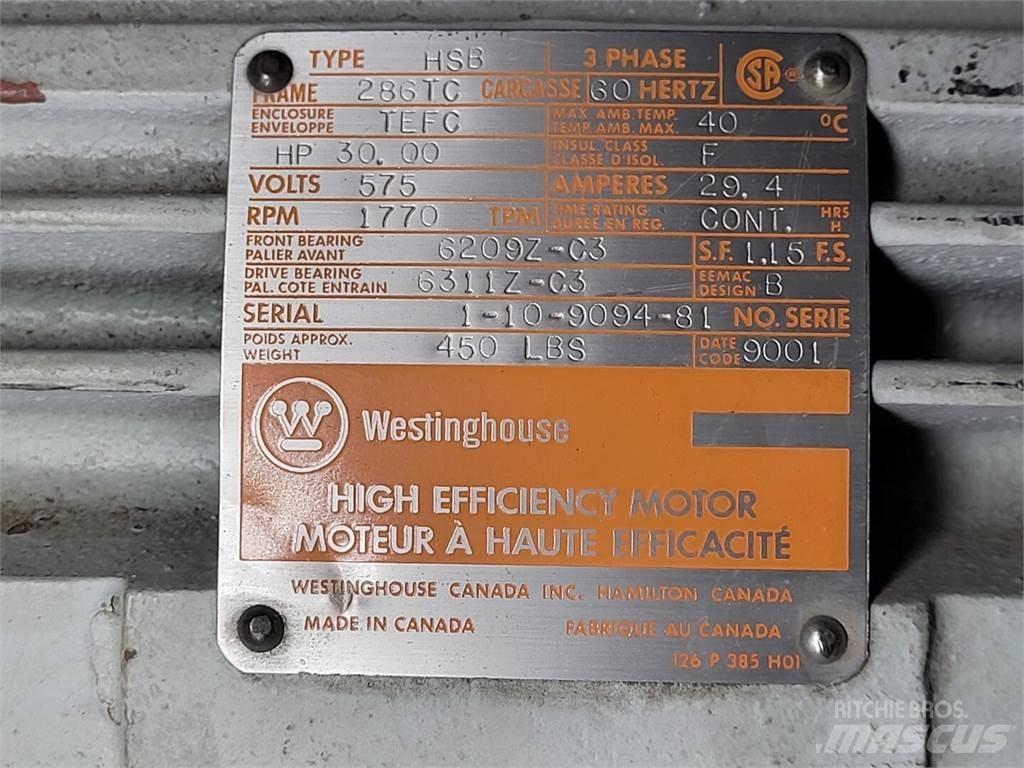 TYPE HSB 3 PHASE CSA ®
FRAME 286TC CARCASSE 60 HERTZ
ENCLOSURE TEFC MAX. AMB. TEMP. 40 °C
ENVELOPPE TEMP. AMB. MAX.
HP 30.00 INSUL. CLASS F
CLASSE D'ISOL.
VOLTS 575 AMPERES 29.4
RPM 1770 TPM TIME RATING CONT. HRS
DURÉE EN REG. H
FRONT BEARING 6209Z-C3 S.F. 1.15 F.S.
PALIER AVANT
DRIVE BEARING 6311Z-C3 EEMAC B
PAL. COTE ENTRAIN DESIGN
SERIAL 1-10-9094-81 NO. SERIE
POIDS APPROX. 450 LBS DATE 9001
WEIGHT CODE
W Westinghouse
HIGH EFFICIENCY MOTOR
MOTEUR À HAUTE EFFICACITÉ
WESTINGHOUSE CANADA INC. HAMILTON CANADA
MADE IN CANADA FABRIQUE AU CANADA
126 P 385 H01
RITCHIE BROS.
MASCUS